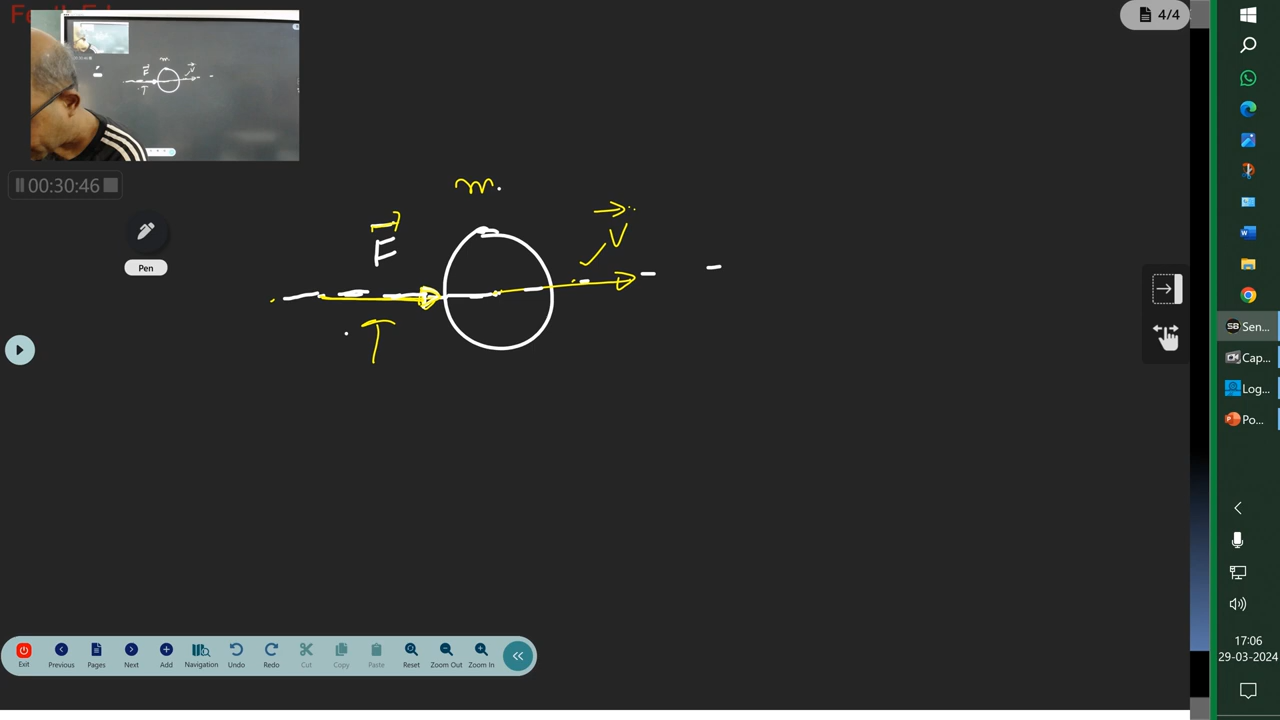 4/4
00:30:46
m.
F
V
Pen
T
Sen...
Cap...
Log...
Po...
Exit
Previous
Pages
Next
Add
Navigation
Undo
Redo
Cut
Copy
Paste
Reset
Zoom Out
Zoom In
17:06
29-03-2024